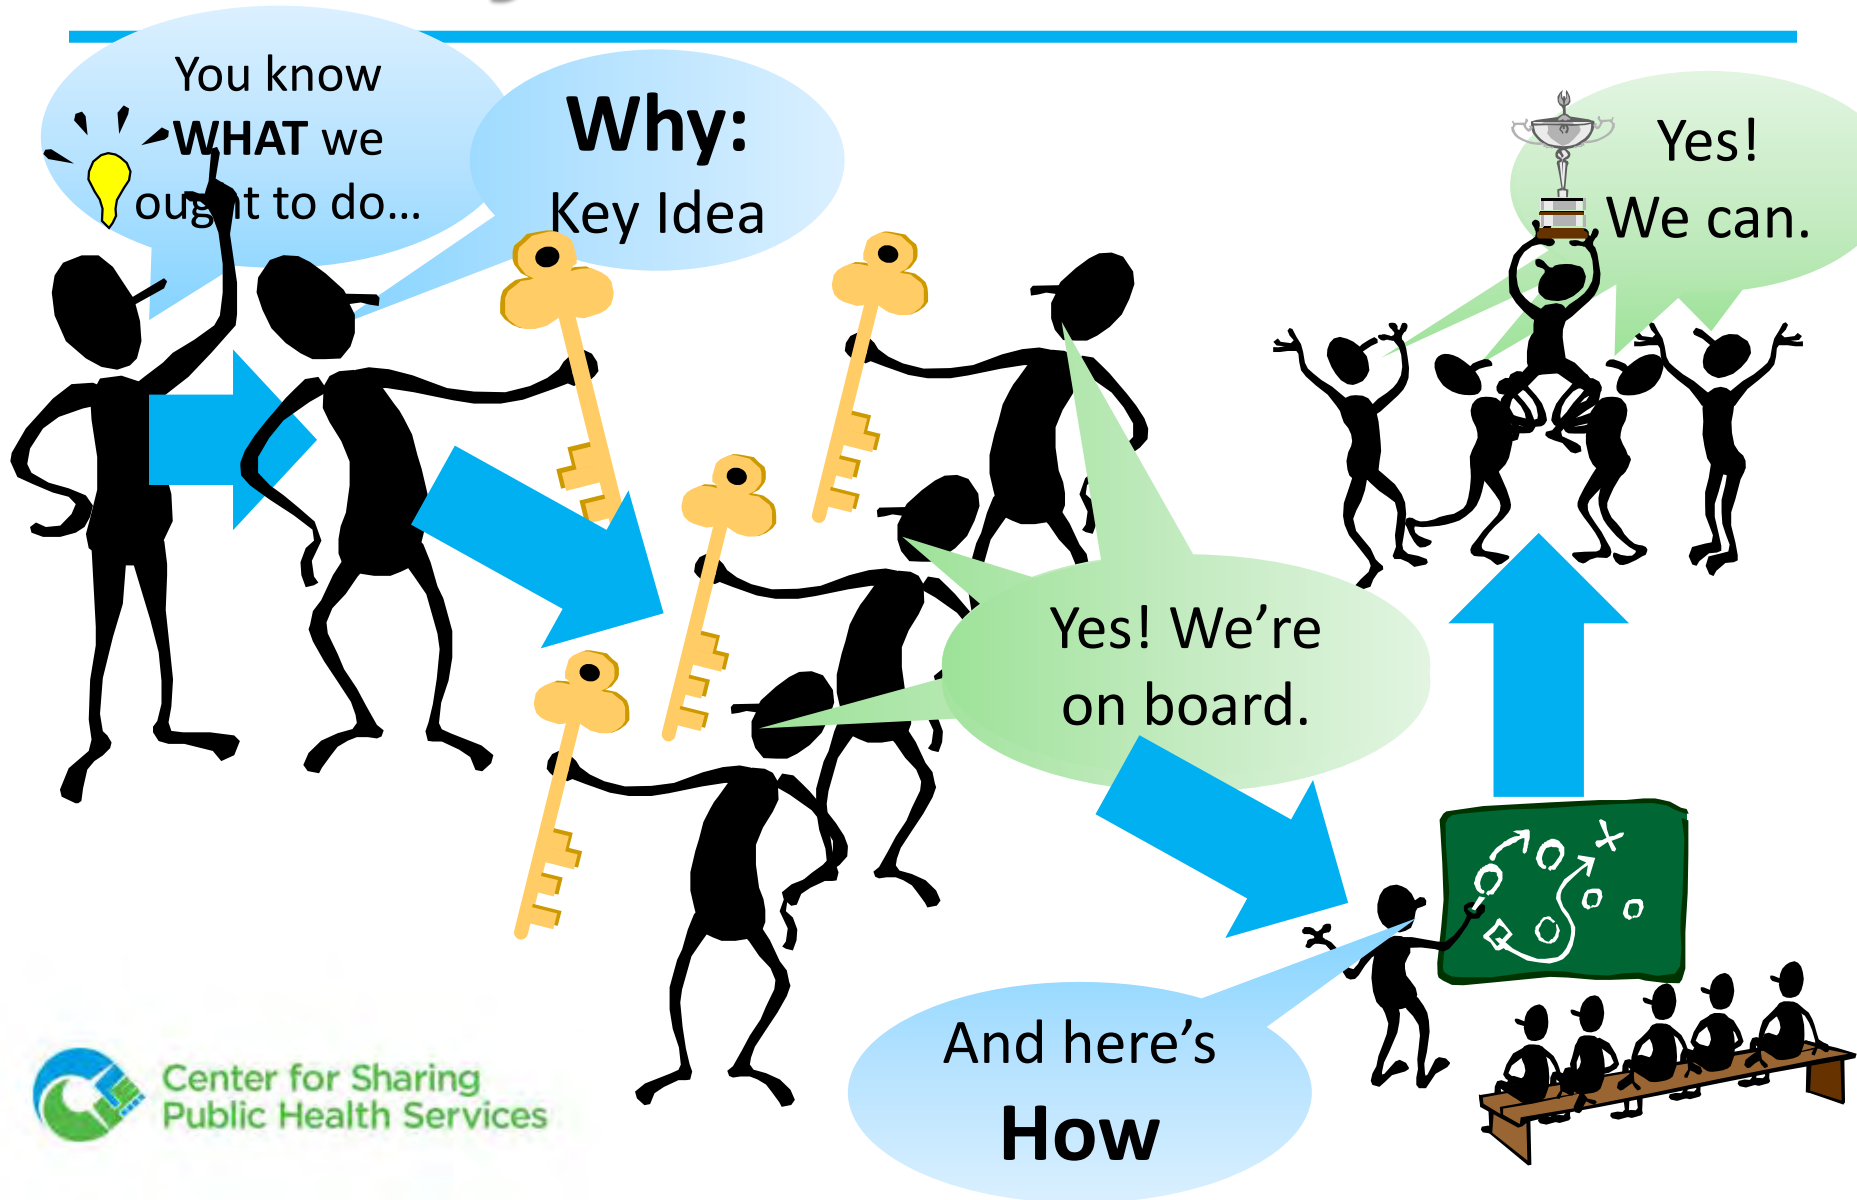 You know
WHAT we
ought to do...
Why:
Key Idea
Yes! We're
on board.
And here's
How
Yes!
We can.
Center for Sharing
Public Health Services